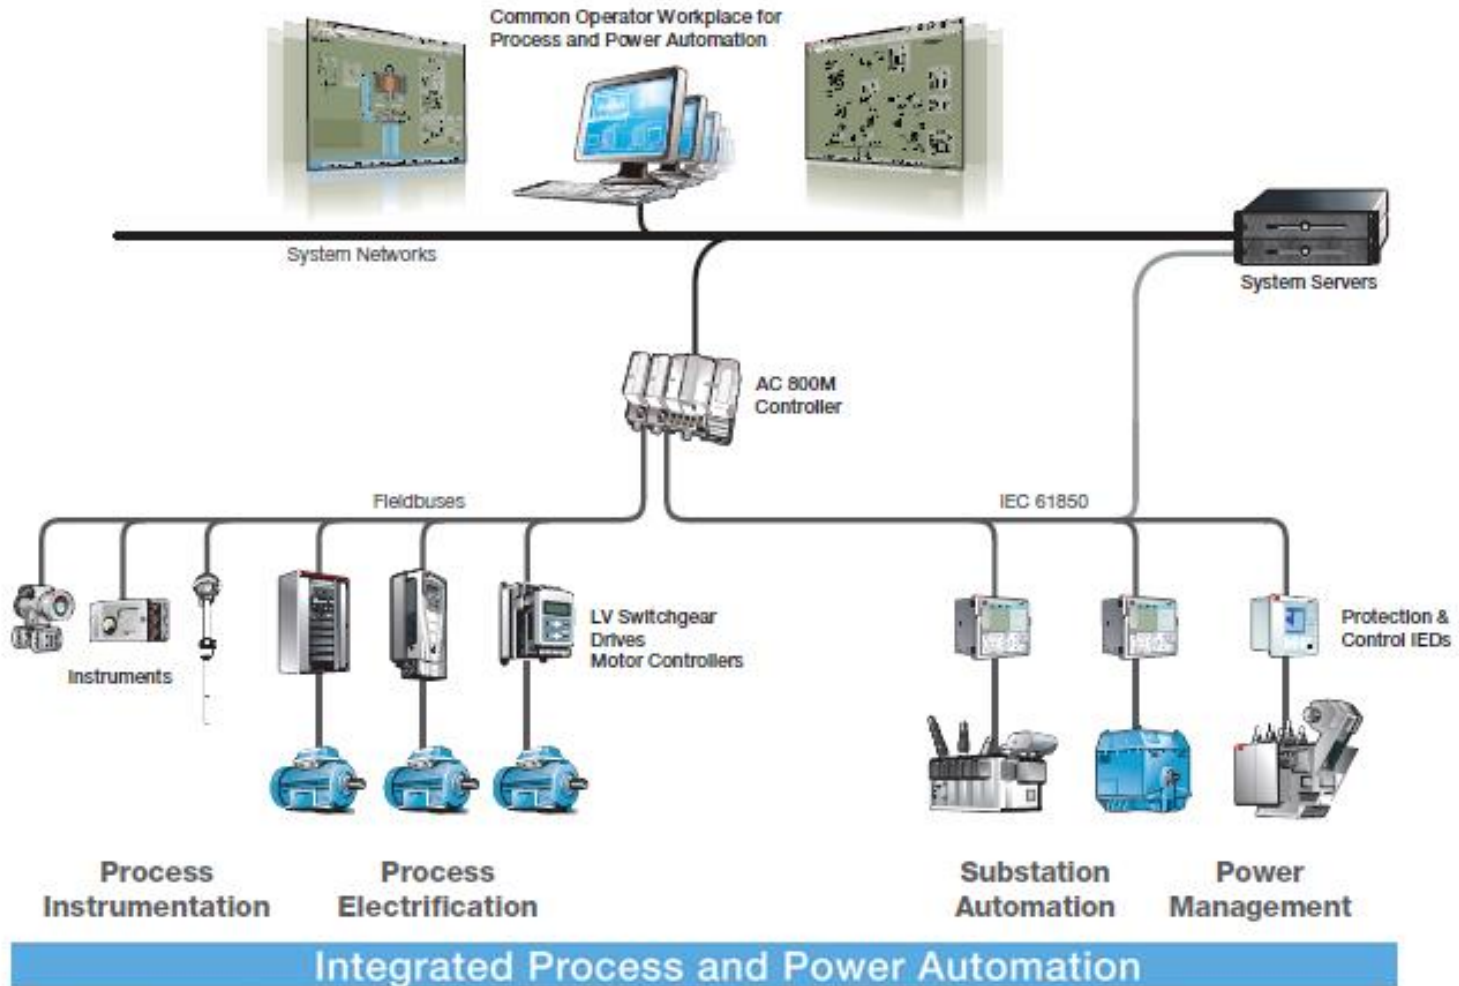 Common Operator Workplace for
Process and Power Automation
System Networks
System Servers
AC 800M
Controller
Fieldbuses
IEC 61850
LV Switchgear
Drives
Motor Controllers
Protection &
Control IEDs
Instruments
Process
Instrumentation
Process
Electrification
Substation
Automation
Power
Management
Integrated Process and Power Automation